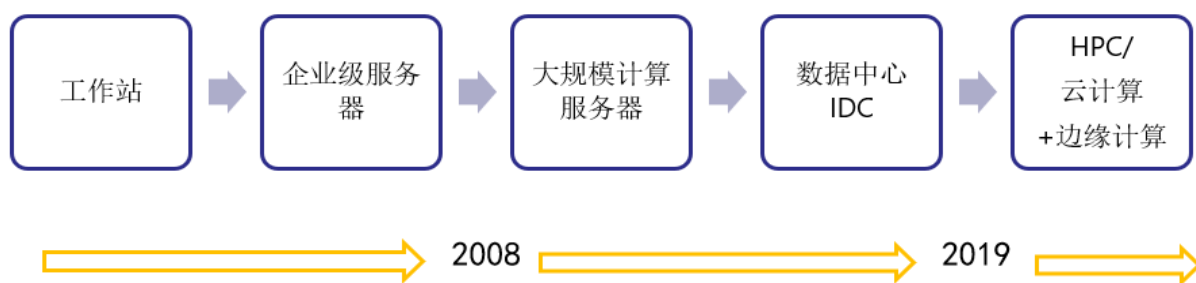 工作站
企业级服务
器
大规模计算
服务器
数据中心
IDC
HPC/
云计算
+边缘计算
2008
2019